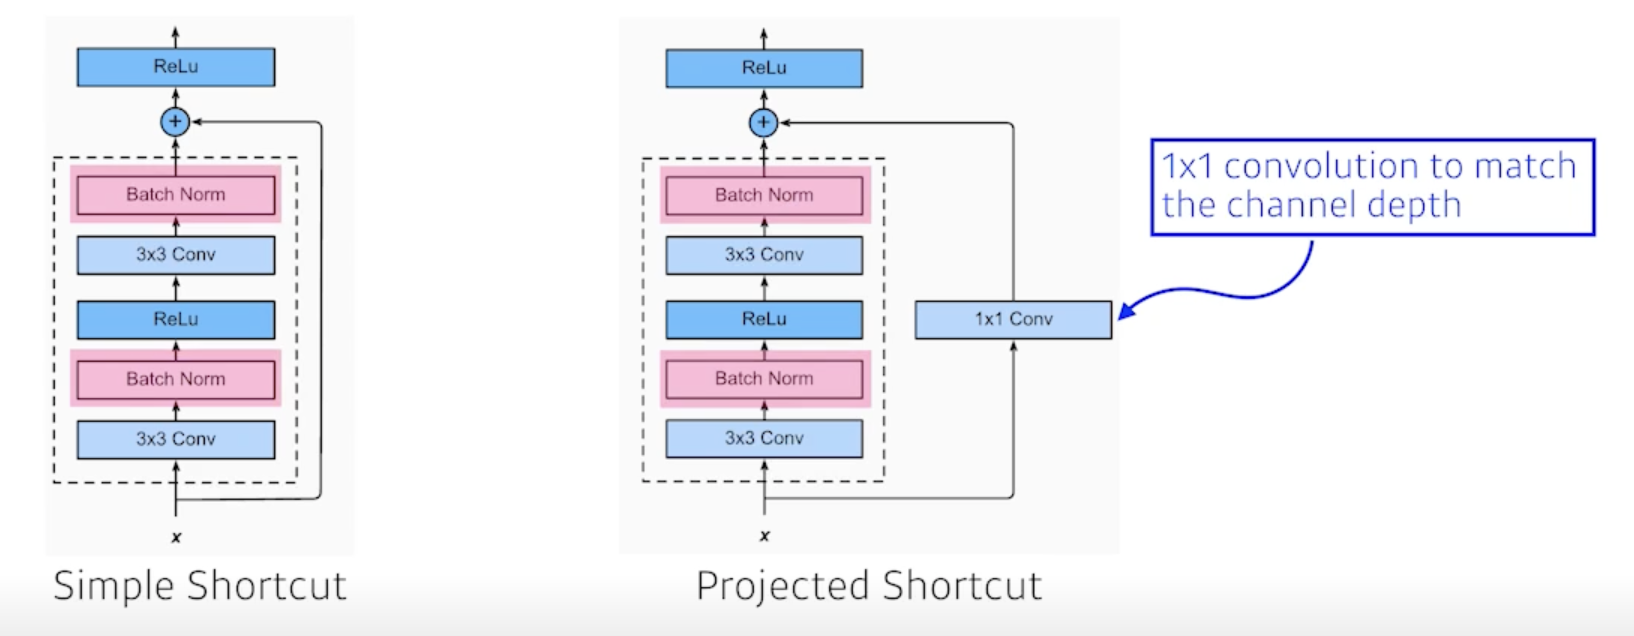 ReLu
+
Batch Norm
3x3 Conv
ReLu
Batch Norm
3x3 Conv
x
Simple Shortcut
ReLu
+
Batch Norm
3x3 Conv
ReLu
Batch Norm
3x3 Conv
x
1x1 Conv
Projected Shortcut
1x1 convolution to match
the channel depth